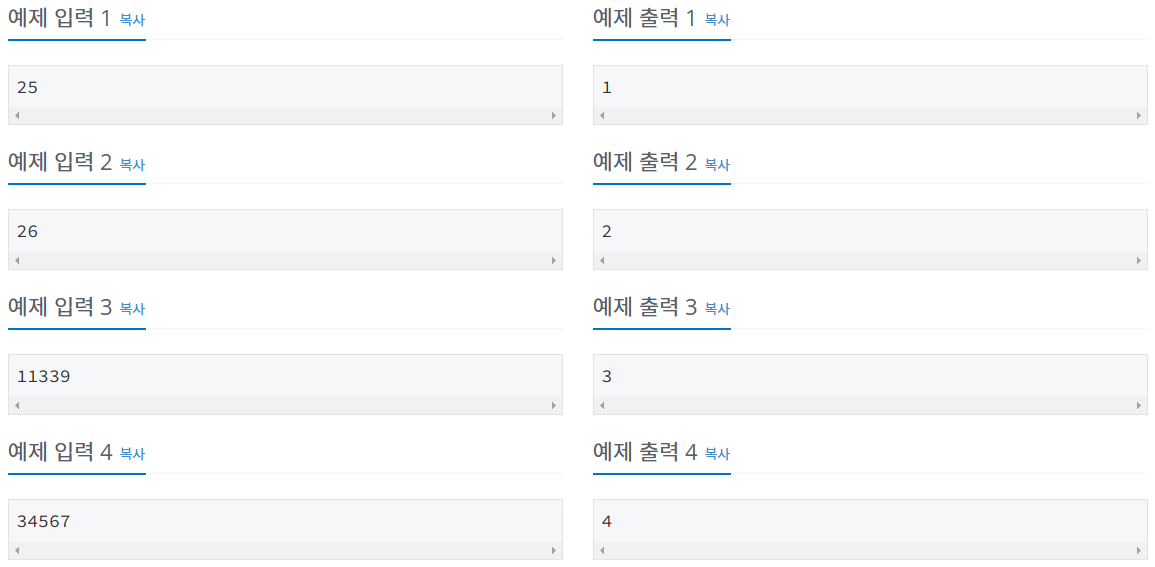 예제 입력 1 복사
예제 출력 1 복사
25
1
예제 입력 2 복사
예제 출력 2 복사
26
2
예제 입력 3 복사
예제 출력 3 복사
11339
3
예제 입력 4 복사
예제 출력 4 복사
34567
4